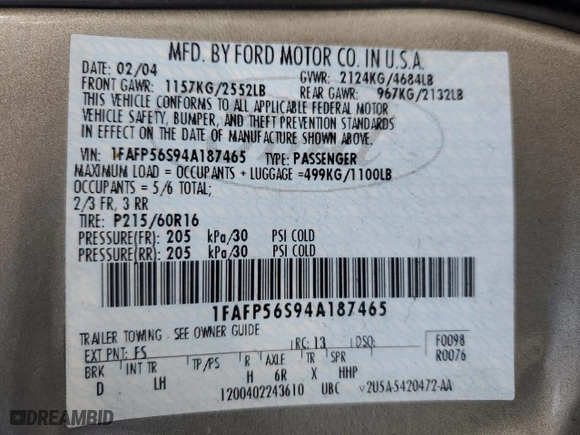 MFD. BY FORD MOTOR CO. IN U.S.A.
DATE: 02/04 GVWR: 2124KG/4684LB
FRONT GAWR: 1157KG/2552LB REAR GAWR: 967KG/2132LB
THIS VEHICLE CONFORMS TO ALL APPLICABLE FEDERAL MOTOR
VEHICLE SAFETY, BUMPER, AND THEFT PREVENTION STANDARDS
IN EFFECT ON THE DATE OF MANUFACTURE SHOWN ABOVE.
VIN: 1FAFP56S94A187465 TYPE: PASSENGER
MAXIMUM LOAD = OCCUPANTS + LUGGAGE =499KG/1100LB
OCCUPANTS = 5/6 TOTAL;
2/3 FR, 3 RR
TIRE: P215/60R16
PRESSURE(FR): 205 kPa/30 PSI COLD
PRESSURE(RR): 205 kPa/30 PSI COLD
1FAFP56S94A187465
TRAILER TOWING - SEE OWNER GUIDE
EXT PNT: FS RC: 13 DSO: F0098
BRK INT TR TP/PS R AXLE TR SPR R0076
D LH H 6R X HHP
1200402243610 UBC v2U5A-5420472-AA
DREAMBID